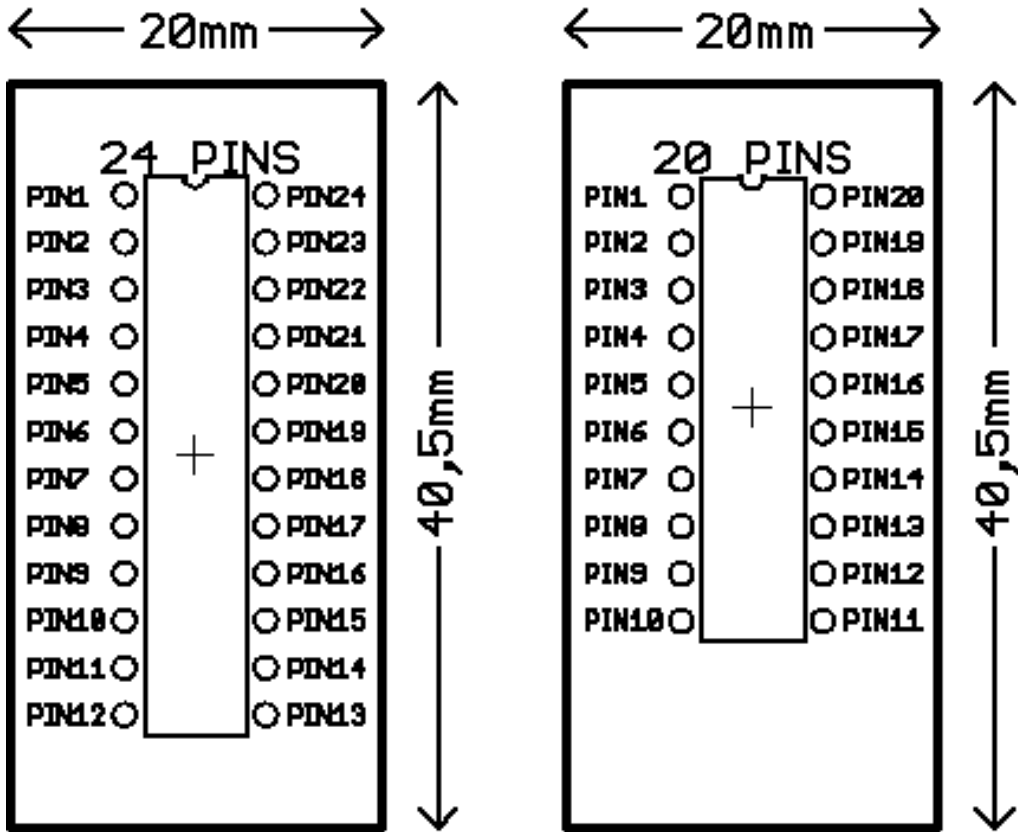 20mm
24 PINS
PIN1 PIN24
PIN2 PIN23
PIN3 PIN22
PIN4 PIN21
PIN5 PIN20
PIN6 PIN19
PIN7 PIN18
PIN8 PIN17
PIN9 PIN16
PIN10 PIN15
PIN11 PIN14
PIN12 PIN13
40,5mm
20mm
20 PINS
PIN1 PIN20
PIN2 PIN19
PIN3 PIN18
PIN4 PIN17
PIN5 PIN16
PIN6 PIN15
PIN7 PIN14
PIN8 PIN13
PIN9 PIN12
PIN10 PIN11
40,5mm